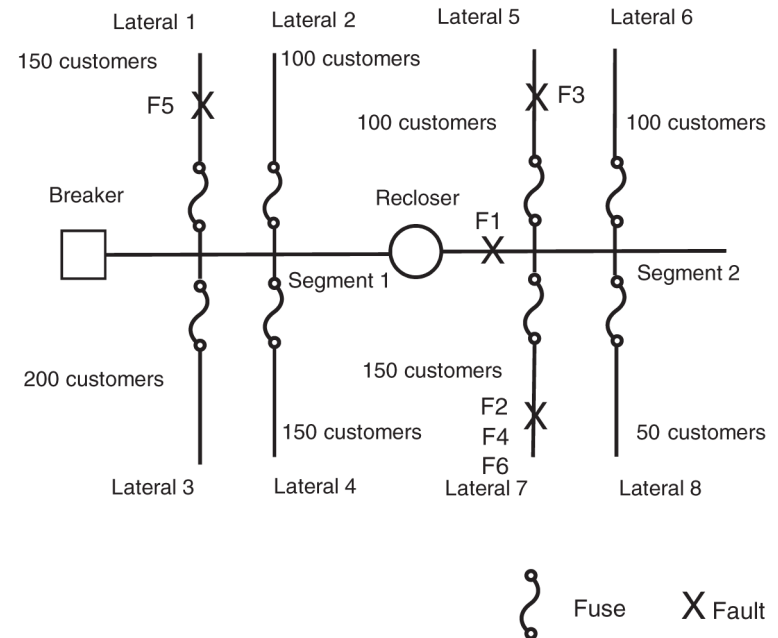 Lateral 1
Lateral 2
Lateral 5
Lateral 6
150 customers
100 customers
F5
F3
100 customers
100 customers
Breaker
Recloser
F1
Segment 1
Segment 2
200 customers
150 customers
150 customers
F2
F4
F6
50 customers
Lateral 3
Lateral 4
Lateral 7
Lateral 8
Fuse
X Fault